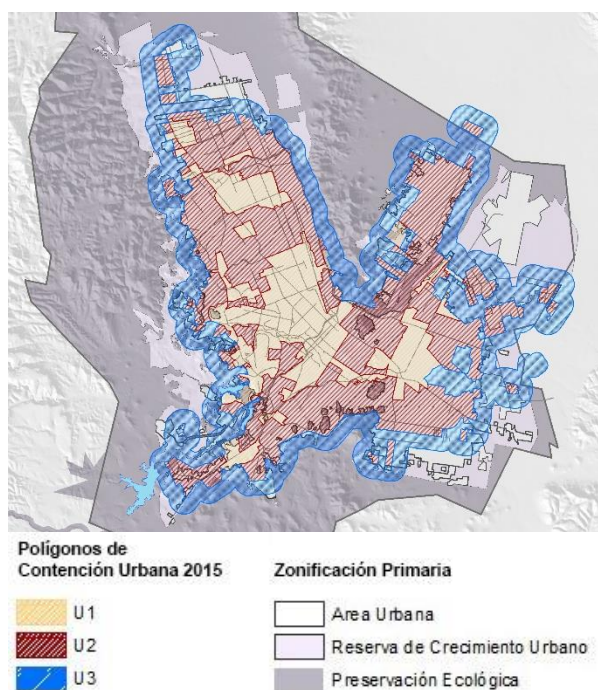 Polígonos de
Contención Urbana 2015
U1
U2
U3
Zonificación Primaria
Area Urbana
Reserva de Crecimiento Urbano
Preservación Ecológica